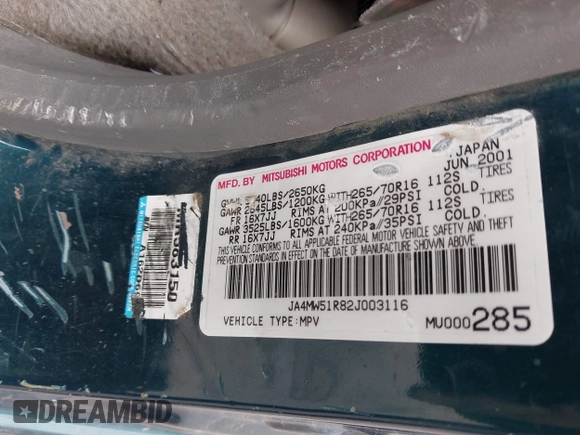 MFD. BY MITSUBISHI MOTORS CORPORATION JAPAN
JUN 2001
5840LBS/2650KG
GAWR 2645LBS/1200KG WITH 265/70R16 112S TIRES
FR 16X7JJ RIMS AT 200KPa/29PSI COLD.
GAWR 3525LBS/1600KG WITH 265/70R16 112S TIRES
RR 16X7JJ RIMS AT 240KPa/35PSI COLD.
THIS VEHICLE CONFORMS TO ALL APPLICABLE FEDERAL MOTOR VEHICLE SAFETY AND
THEFT PREVENTION STANDARDS IN EFFECT ON THE DATE OF MANUFACTURE SHOWN ABOVE.
JA4MW51R82J003116
VEHICLE TYPE:MPV MU000285
DREAMBID